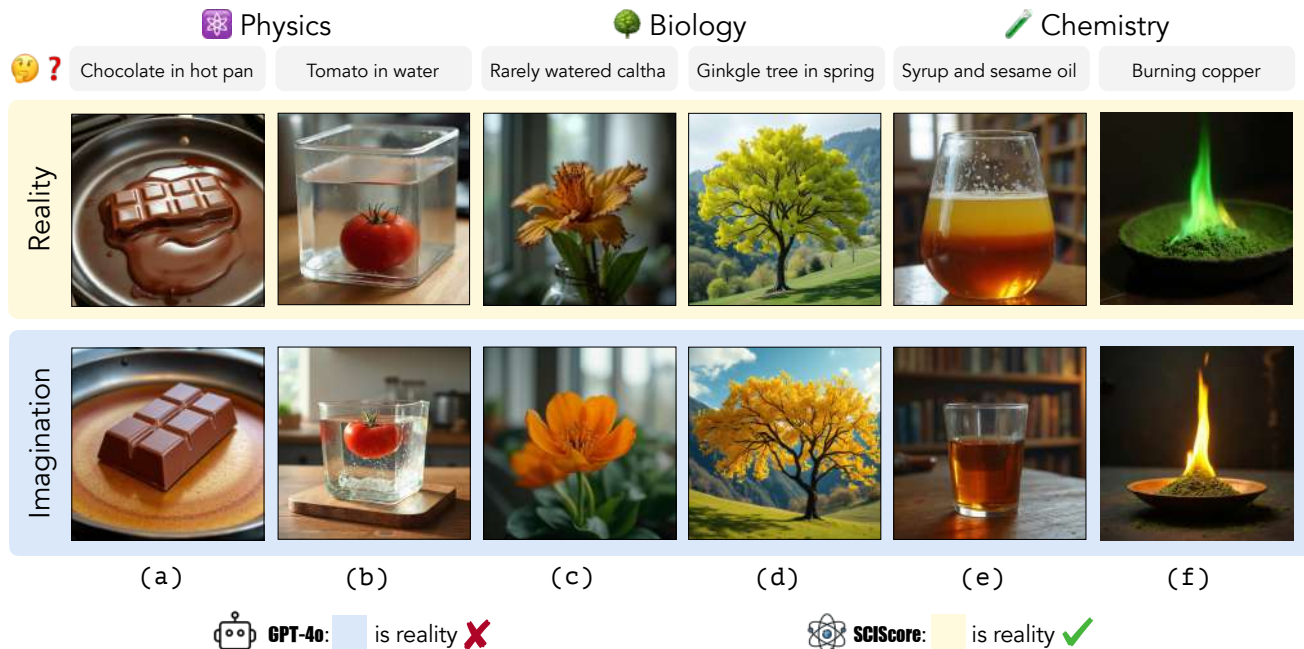 Physics Biology Chemistry
Chocolate in hot pan Tomato in water Rarely watered caltha Ginkgle tree in spring Syrup and sesame oil Burning copper
Reality
Imagination
(a) (b) (c) (d) (e) (f)
GPT-4o: is reality ✘ SCIScore: is reality ✓